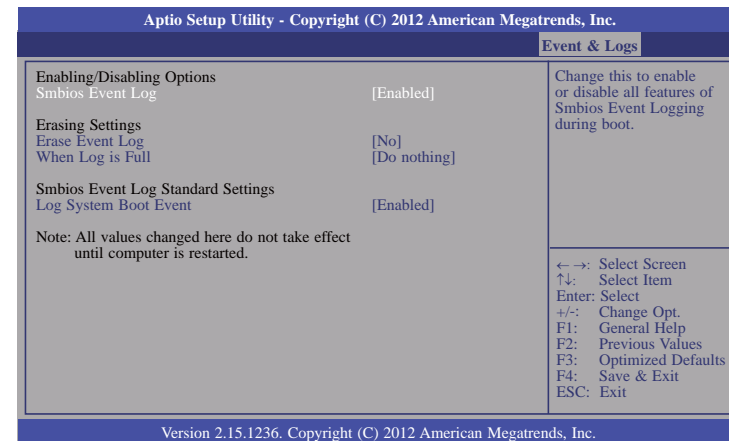 Aptio Setup Utility - Copyright (C) 2012 American Megatrends, Inc.
Event & Logs
Enabling/Disabling Options
Smbios Event Log [Enabled]
Erasing Settings
Erase Event Log [No]
When Log is Full [Do nothing]
Smbios Event Log Standard Settings
Log System Boot Event [Enabled]
Note: All values changed here do not take effect
until computer is restarted.
Change this to enable
or disable all features of
Smbios Event Logging
during boot.
←→: Select Screen
↑↓: Select Item
Enter: Select
+/-: Change Opt.
F1: General Help
F2: Previous Values
F3: Optimized Defaults
F4: Save & Exit
ESC: Exit
Version 2.15.1236. Copyright (C) 2012 American Megatrends, Inc.